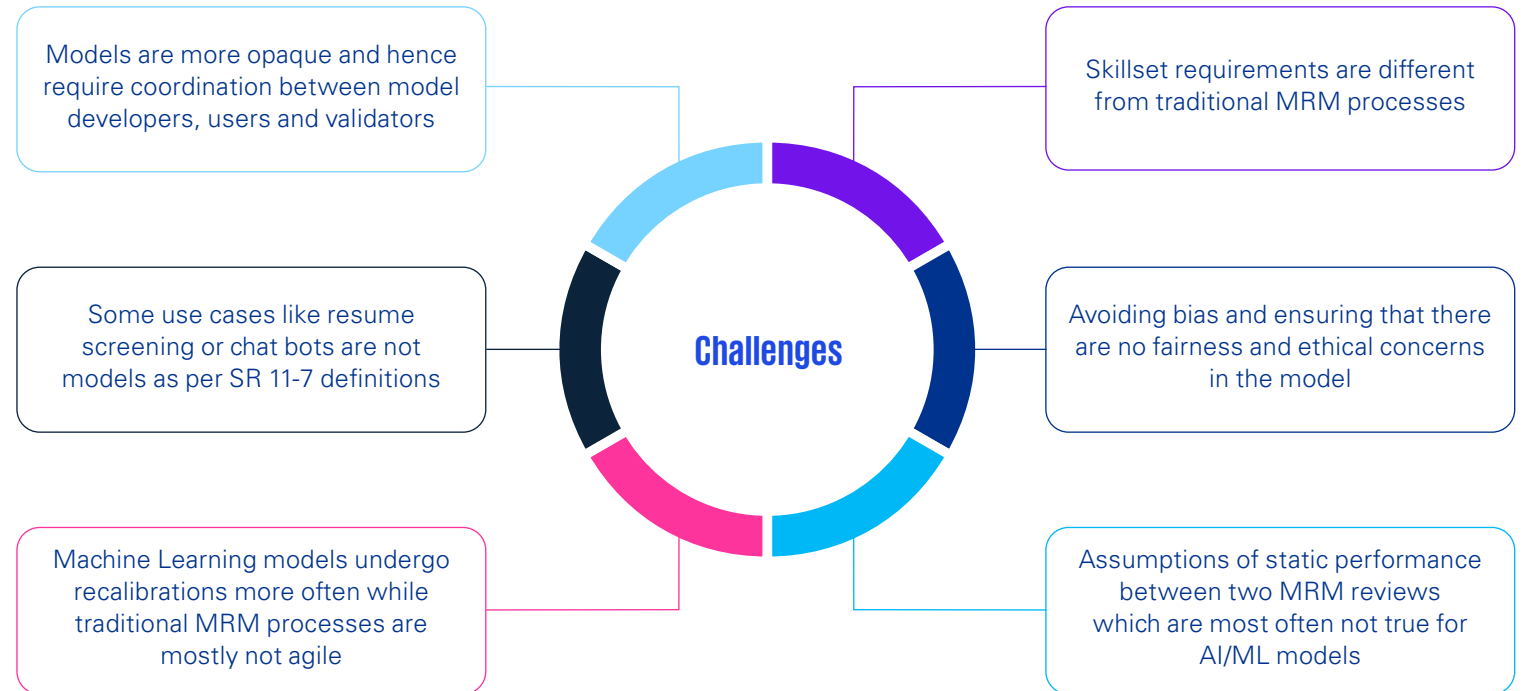 Models are more opaque and hence
require coordination between model
developers, users and validators
Skillset requirements are different
from traditional MRM processes
Some use cases like resume
screening or chat bots are not
models as per SR 11-7 definitions
Challenges
Avoiding bias and ensuring that there
are no fairness and ethical concerns
in the model
Machine Learning models undergo
recalibrations more often while
traditional MRM processes are
mostly not agile
Assumptions of static performance
between two MRM reviews
which are most often not true for
AI/ML models